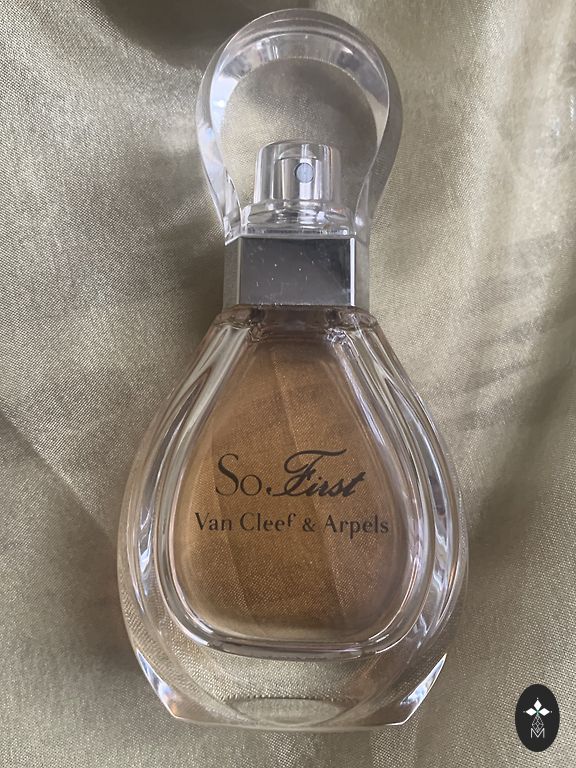 So First
Van Cleef & Arpels
M